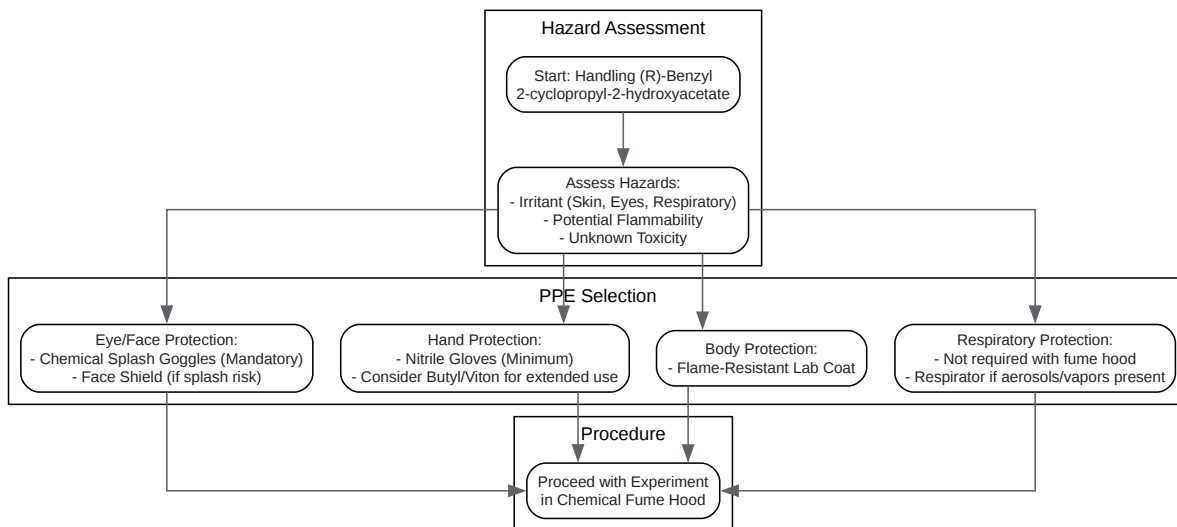 Hazard Assessment
Start: Handling (R)-Benzyl
2-cyclopropyl-2-hydroxyacetate
Assess Hazards:
- Irritant (Skin, Eyes, Respiratory)
- Potential Flammability
- Unknown Toxicity
PPE Selection
Eye/Face Protection:
- Chemical Splash Goggles (Mandatory)
- Face Shield (if splash risk)
Hand Protection:
- Nitrile Gloves (Minimum)
- Consider Butyl/Viton for extended use
Body Protection:
- Flame-Resistant Lab Coat
Respiratory Protection:
- Not required with fume hood
- Respirator if aerosols/vapors present
Procedure
Proceed with Experiment
in Chemical Fume Hood